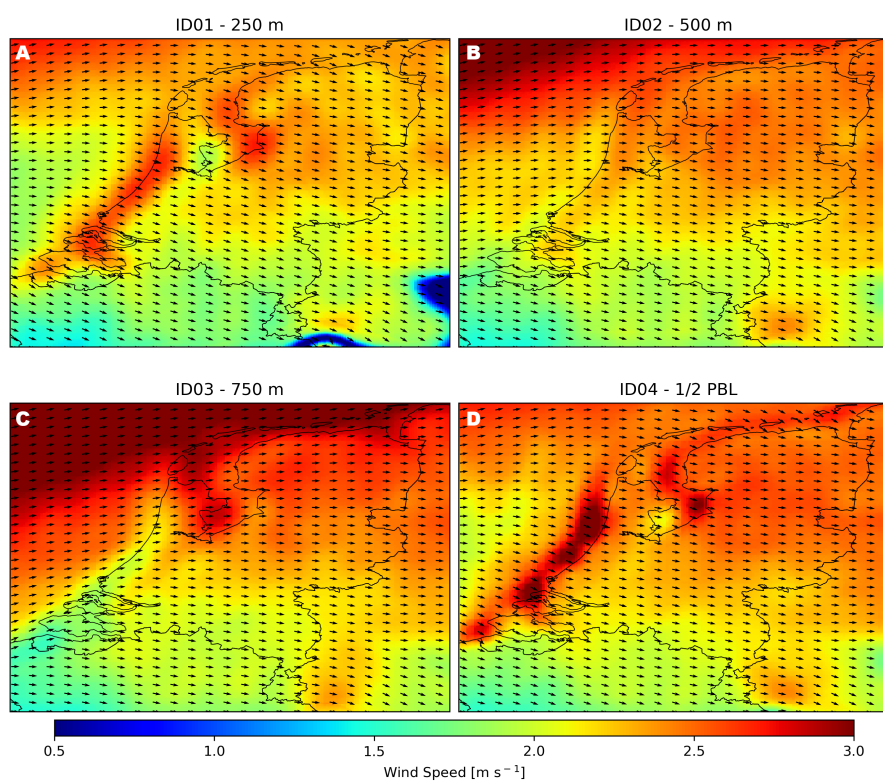 ID01 - 250 m
ID02 - 500 m
A
B
ID03 - 750 m
ID04 - 1/2 PBL
C
D
0.5 1.0 1.5 2.0 2.5 3.0
Wind Speed [m s⁻¹]